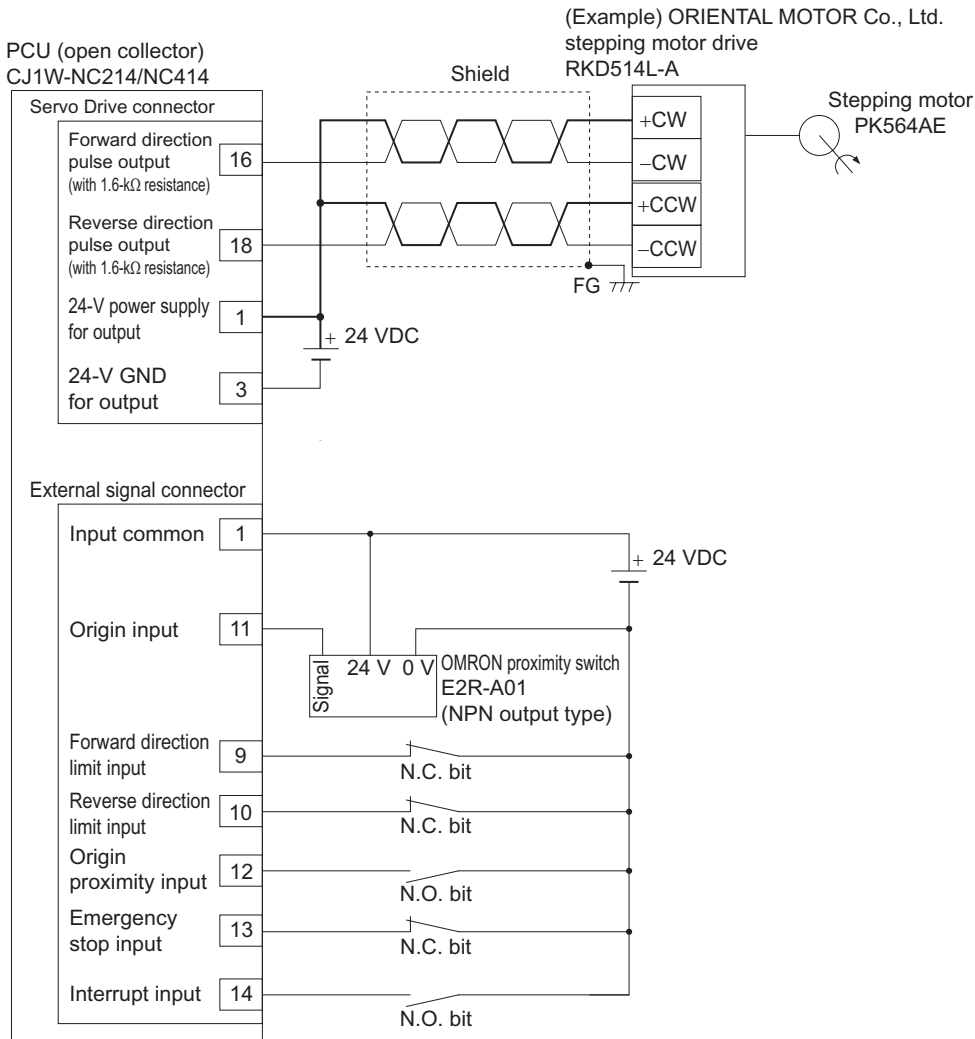 (Example) ORIENTAL MOTOR Co., Ltd.
stepping motor drive
RKD514L-A
PCU (open collector)
CJ1W-NC214/NC414
Shield
Stepping motor
PK564AE
Servo Drive connector
Forward direction
pulse output
(with 1.6-kΩ resistance)
16
+CW
−CW
Reverse direction
pulse output
(with 1.6-kΩ resistance)
18
+CCW
−CCW
FG
24-V power supply
for output
1
+ 24 VDC
24-V GND
for output
3
External signal connector
Input common
1
+ 24 VDC
Origin input
11
Signal
24 V
0 V
OMRON proximity switch
E2R-A01
(NPN output type)
Forward direction
limit input
9
N.C. bit
Reverse direction
limit input
10
N.C. bit
Origin
proximity input
12
N.O. bit
Emergency
stop input
13
N.C. bit
Interrupt input
14
N.O. bit